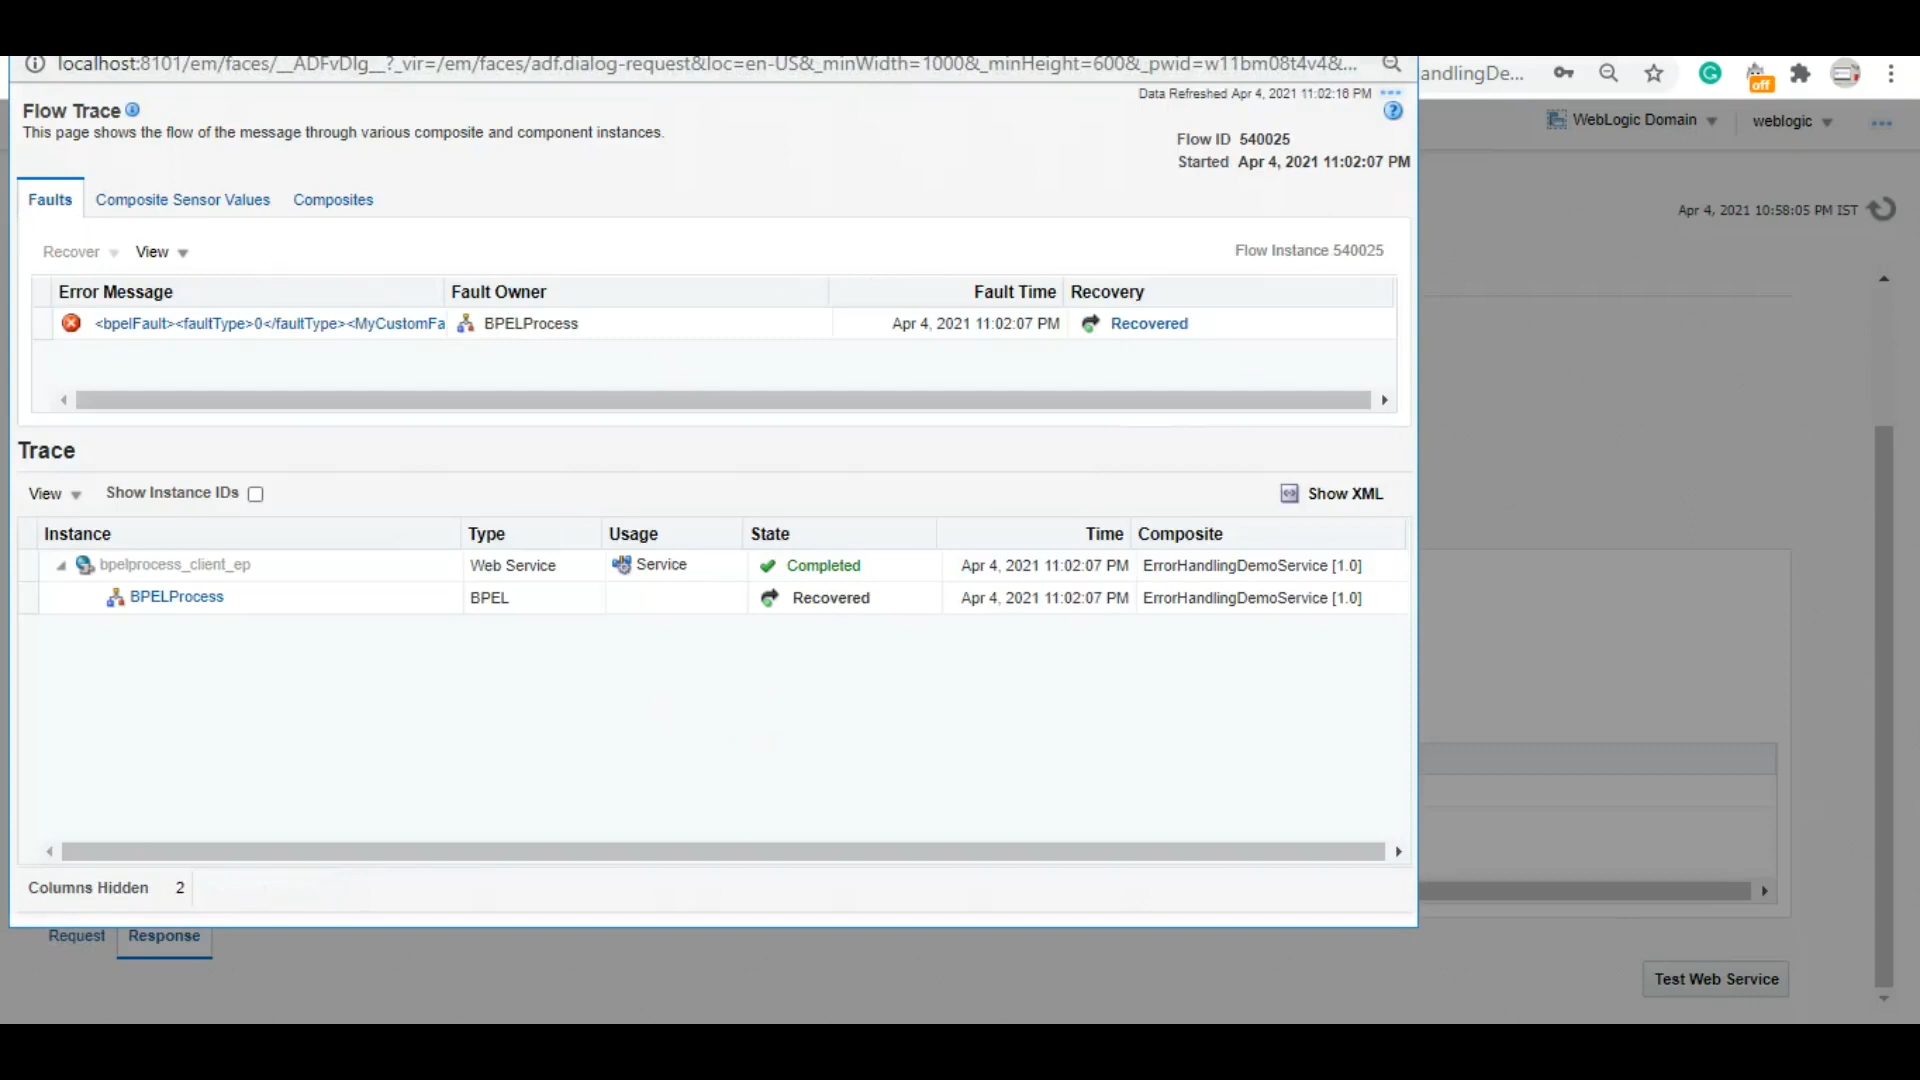 localhost:8101/em/faces/__ADFvDlg__?_vir=/em/faces/adf.dialog-request&loc=en-US&_minWidth=1000&_minHeight=600&_pwid=w11bm08t4v4&...
andlingDe...
off
Data Refreshed Apr 4, 2021 11:02:16 PM
Flow Trace
This page shows the flow of the message through various composite and component instances.
Flow ID 540025
Started Apr 4, 2021 11:02:07 PM
WebLogic Domain
weblogic
Apr 4, 2021 10:58:05 PM IST
Faults Composite Sensor Values Composites
Recover View Flow Instance 540025
Error Message Fault Owner Fault Time Recovery
<bpelFault><faultType>0</faultType><MyCustomFa BPELProcess Apr 4, 2021 11:02:07 PM Recovered
Trace
View Show Instance IDs Show XML
Instance Type Usage State Time Composite
bpelprocess_client_ep Web Service Service Completed Apr 4, 2021 11:02:07 PM ErrorHandlingDemoService [1.0]
BPELProcess BPEL Recovered Apr 4, 2021 11:02:07 PM ErrorHandlingDemoService [1.0]
Columns Hidden 2
Request Response
Test Web Service